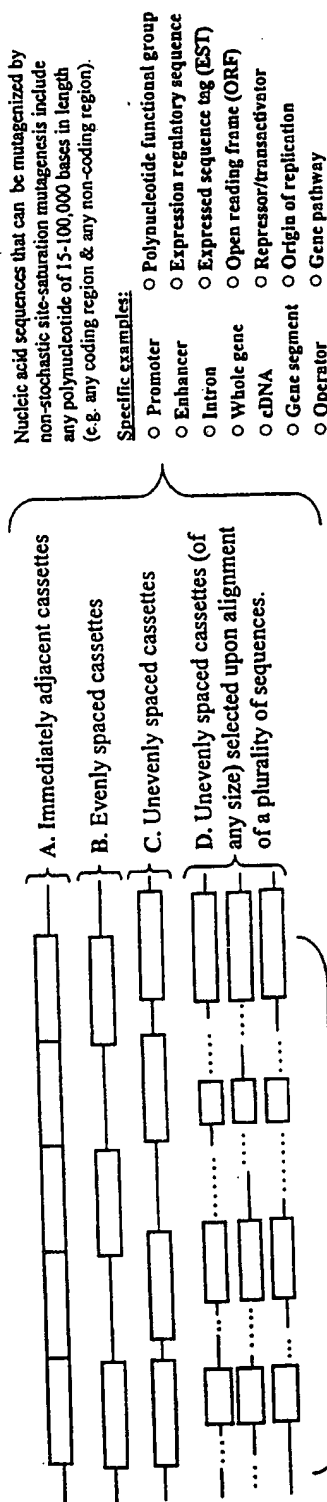 A. Immediately adjacent cassettes
B. Evenly spaced cassettes
C. Unevenly spaced cassettes
D. Unevenly spaced cassettes (of
any size) selected upon alignment
of a plurality of sequences.
Nucleic acid sequences that can be mutagenized by
non-stochastic site-saturation mutagenesis include
any polynucleotide of 15-100,000 bases in length
(e.g. any coding region & any non-coding region).
Specific examples:
○ Promoter ○ Polynucleotide functional group
○ Enhancer ○ Expression regulatory sequence
○ Intron ○ Expressed sequence tag (EST)
○ Whole gene ○ Open reading frame (ORF)
○ cDNA ○ Repressor/transactivator
○ Gene segment ○ Origin of replication
○ Operator ○ Gene pathway